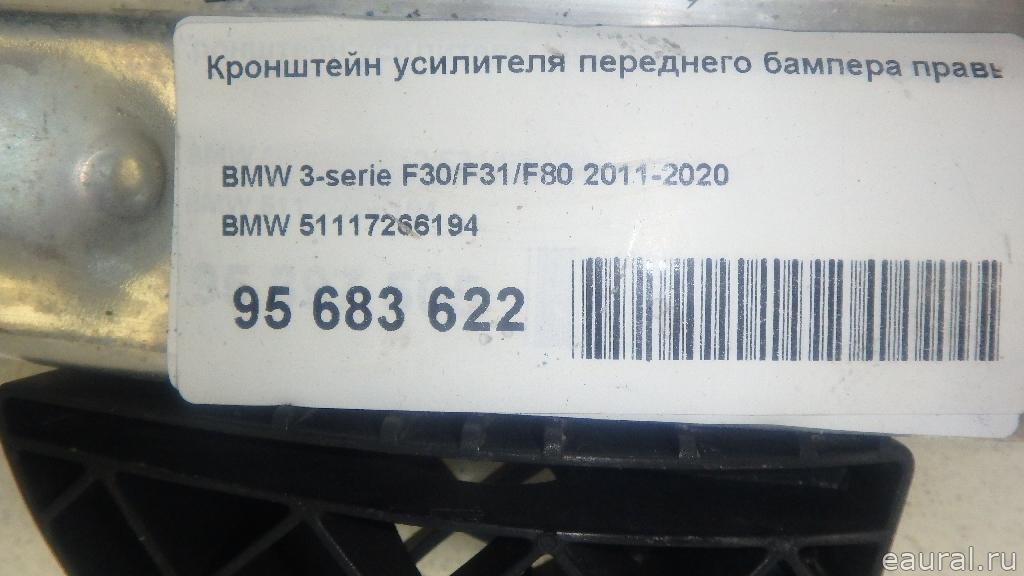 Кронштейн усилителя переднего бампера правы
BMW 3-serie F30/F31/F80 2011-2020
BMW 51117266194
95 683 622
eaural.ru